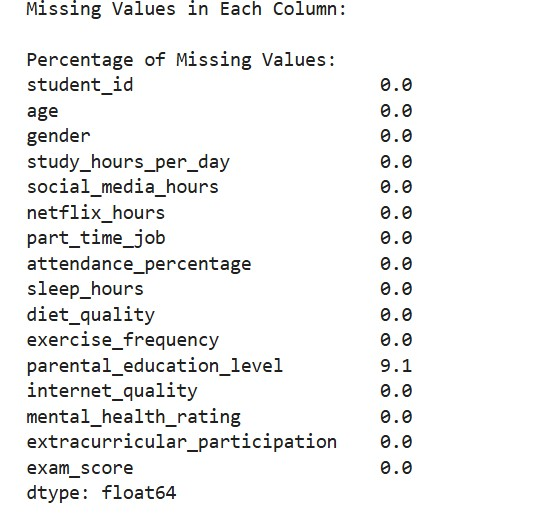 Missing Values in Each Column:
Percentage of Missing Values:
student_id 0.0
age 0.0
gender 0.0
study_hours_per_day 0.0
social_media_hours 0.0
netflix_hours 0.0
part_time_job 0.0
attendance_percentage 0.0
sleep_hours 0.0
diet_quality 0.0
exercise_frequency 0.0
parental_education_level 9.1
internet_quality 0.0
mental_health_rating 0.0
extracurricular_participation 0.0
exam_score 0.0
dtype: float64